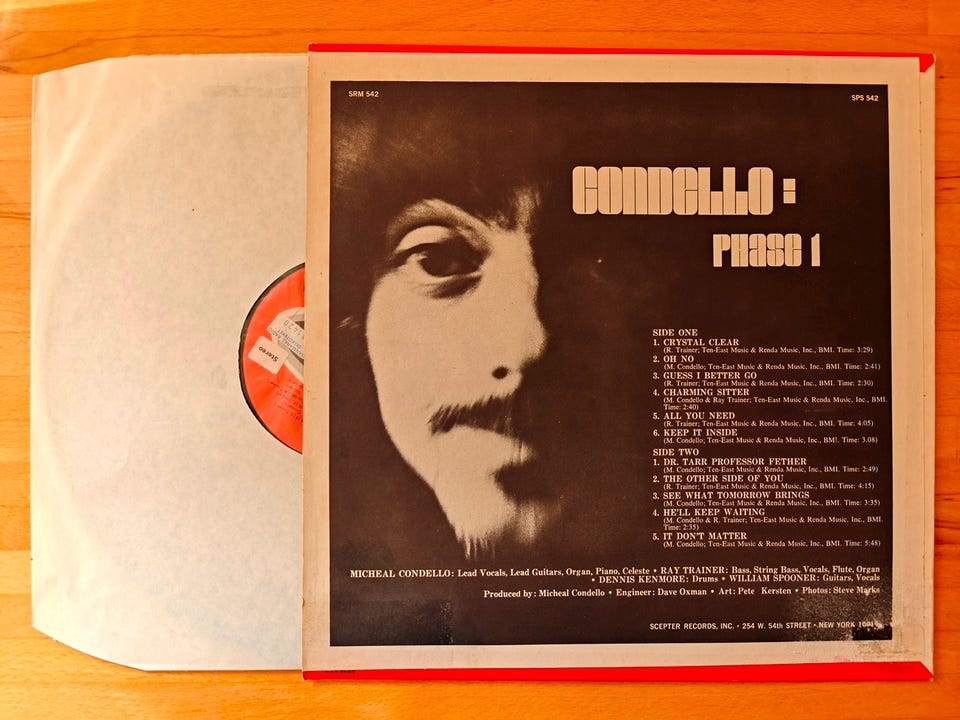 SRM 542
SPS 542
CONDELLO:
PHASE 1
SIDE ONE
1. CRYSTAL CLEAR
(R. Trainer; Ten-East Music & Renda Music, Inc., BMI. Time: 3:29)
2. OH NO
(M. Condello; Ten-East Music & Renda Music, Inc., BMI. Time: 2:41)
3. GUESS I BETTER GO
(R. Trainer; Ten-East Music & Renda Music, Inc., BMI. Time: 2:30)
4. CHARMING SITTER
(M. Condello & Ray Trainer; Ten-East Music & Renda Music, Inc., BMI.
Time: 2:40)
5. ALL YOU NEED
(R. Trainer; Ten-East Music & Renda Music, Inc., BMI. Time: 4:05)
6. KEEP IT INSIDE
(M. Condello; Ten-East Music & Renda Music, Inc., BMI. Time: 3.08)
SIDE TWO
1. DR. TARR PROFESSOR FETHER
(M. Condello; Ten-East Music & Renda Music, Inc., BMI. Time: 2:49)
2. THE OTHER SIDE OF YOU
(R. Trainer; Ten-East Music & Renda Music, Inc., BMI. Time: 4:15)
3. SEE WHAT TOMORROW BRINGS
(M. Condello; Ten-East Music & Renda Music, Inc., BMI. Time: 3:35)
4. HE'LL KEEP WAITING
(M. Condello & R. Trainer; Ten-East Music & Renda Music, Inc., BMI.
Time: 2:35)
5. IT DON'T MATTER
(M. Condello; Ten-East Music & Renda Music, Inc., BMI. Time: 5:48)
MICHEAL CONDELLO: Lead Vocals, Lead Guitars, Organ, Piano, Celeste • RAY TRAINER: Bass, String Bass, Vocals, Flute, Organ
• DENNIS KENMORE: Drums • WILLIAM SPOONER: Guitars, Vocals
Produced by: Micheal Condello • Engineer: Dave Oxman • Art: Pete Kersten • Photos: Steve Marks
SCEPTER RECORDS, INC. • 254 W. 54th STREET • NEW YORK
Stereo